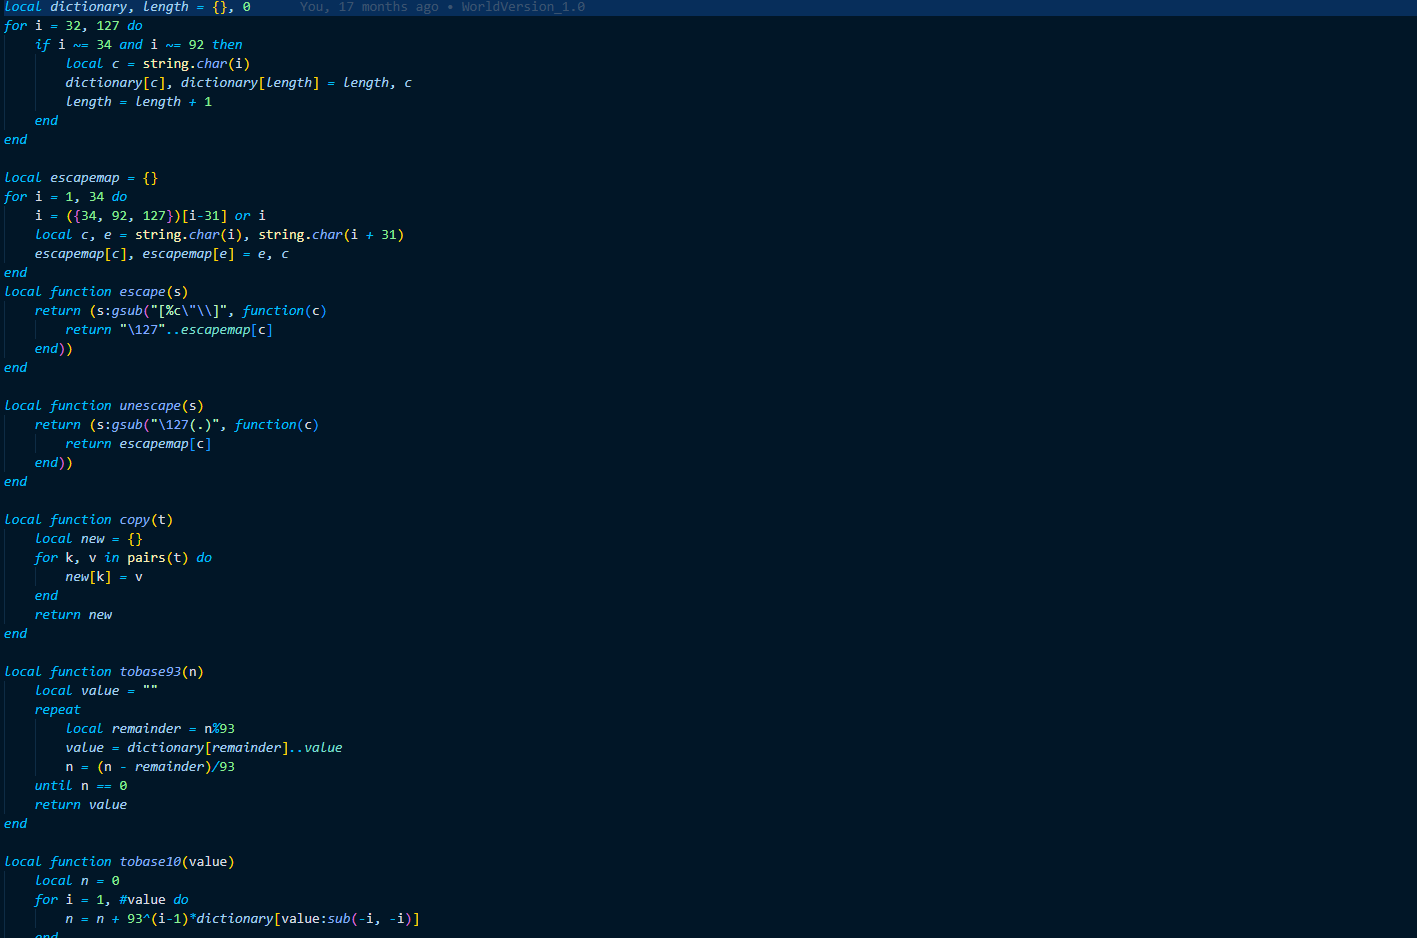 local dictionary, length = {}, 0 You, 17 months ago • WorldVersion_1.0
for i = 32, 127 do
    if i ~= 34 and i ~= 92 then
        local c = string.char(i)
        dictionary[c], dictionary[length] = length, c
        length = length + 1
    end
end

local escapemap = {}
for i = 1, 34 do
    i = ({34, 92, 127})[i-31] or i
    local c, e = string.char(i), string.char(i + 31)
    escapemap[c], escapemap[e] = e, c
end
local function escape(s)
    return (s:gsub("[%c\"\\]", function(c)
        return "\127"..escapemap[c]
    end))
end

local function unescape(s)
    return (s:gsub("\127(.)", function(c)
        return escapemap[c]
    end))
end

local function copy(t)
    local new = {}
    for k, v in pairs(t) do
        new[k] = v
    end
    return new
end

local function tobase93(n)
    local value = ""
    repeat
        local remainder = n%93
        value = dictionary[remainder]..value
        n = (n - remainder)/93
    until n == 0
    return value
end

local function tobase10(value)
    local n = 0
    for i = 1, #value do
        n = n + 93^(i-1)*dictionary[value:sub(-i, -i)]
    end